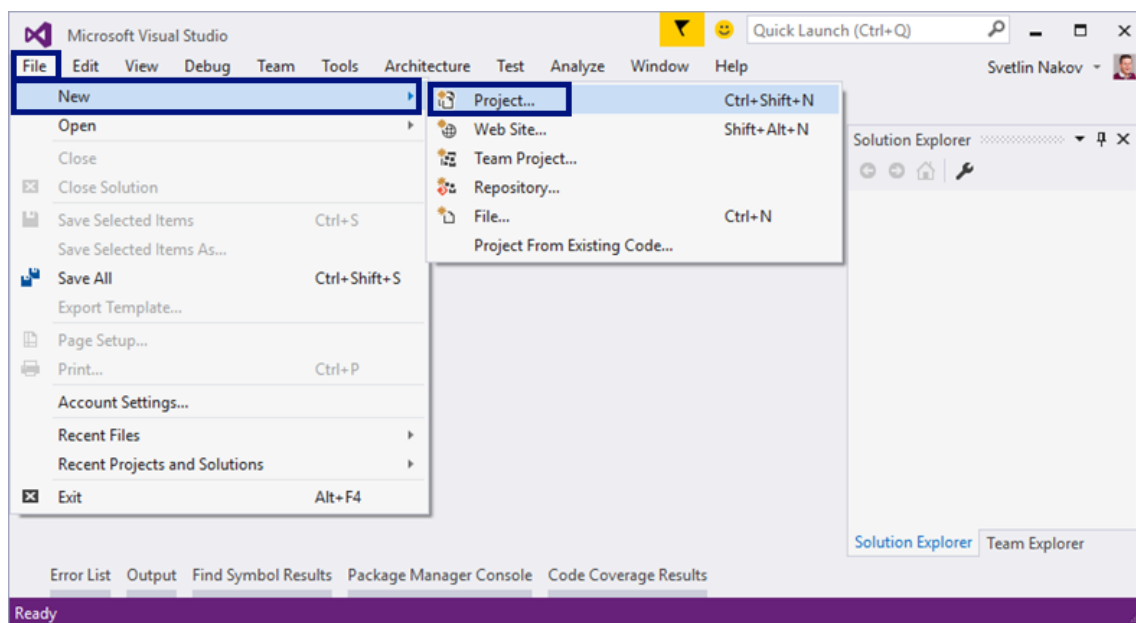 Microsoft Visual Studio
Quick Launch (Ctrl+Q)
File Edit View Debug Team Tools Architecture Test Analyze Window Help
Svetlin Nakov
New
Open
Close
Close Solution
Save Selected Items Ctrl+S
Save Selected Items As...
Save All Ctrl+Shift+S
Export Template...
Page Setup...
Print... Ctrl+P
Account Settings...
Recent Files
Recent Projects and Solutions
Exit Alt+F4
Project... Ctrl+Shift+N
Web Site... Shift+Alt+N
Team Project...
Repository...
File... Ctrl+N
Project From Existing Code...
Solution Explorer
Solution Explorer Team Explorer
Error List Output Find Symbol Results Package Manager Console Code Coverage Results
Ready